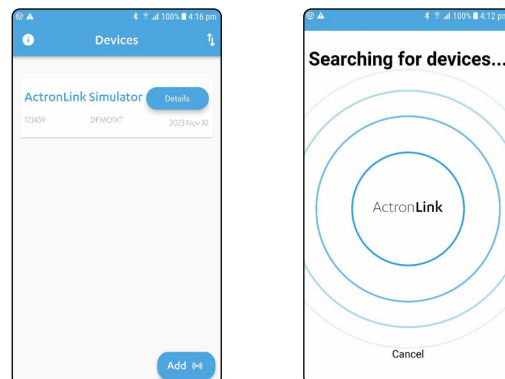 100% 4:16 pm
Devices
ActronLink Simulator
Details
123459 DEMOIXT 2023 Nov 10
Add
100% 4:12 pm
Searching for devices...
ActronLink
Cancel